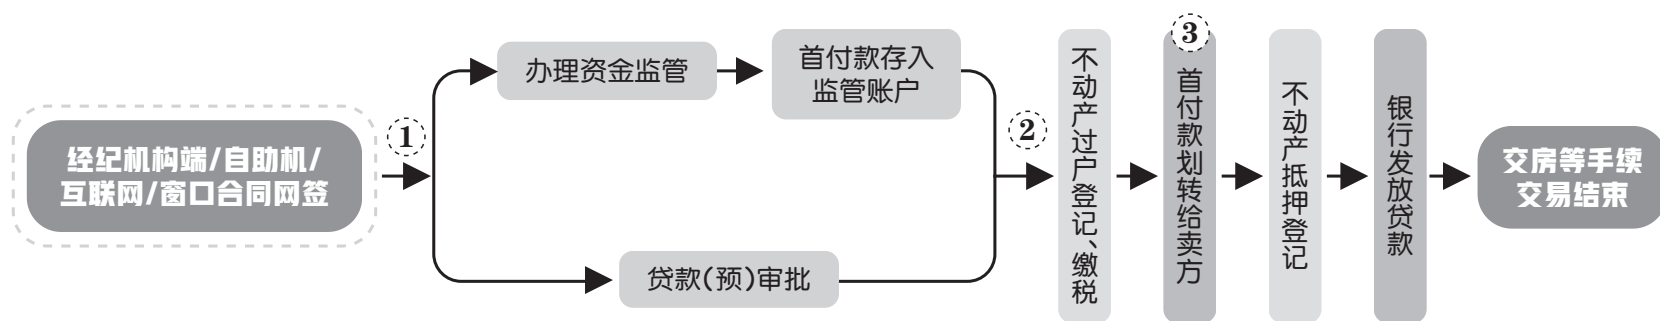 经纪机构端/自助机/
互联网/窗口合同网签
1
办理资金监管
首付款存入
监管账户
贷款(预)审批
2
不动产过户登记、缴税
3
首付款划转给卖方
不动产抵押登记
银行发放贷款
交房等手续
交易结束